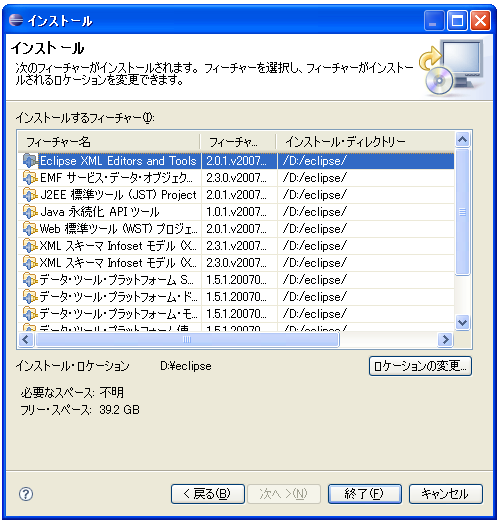 インストール
インストール
次のフィーチャーがインストールされます。 フィーチャーを選択し、フィーチャーがインストー
ルされるロケーションを変更できます。
インストールするフィーチャー(I):
フィーチャー名 フィーチャ... インストール・ディレクトリー
Eclipse XML Editors and Tools 2.0.1.v2007... /D:/eclipse/
EMF サービス・データ・オブジェク... 2.3.0.v2007... /D:/eclipse/
J2EE 標準ツール (JST) Project 2.0.1.v2007... /D:/eclipse/
Java 永続化 API ツール 1.0.1.v2007... /D:/eclipse/
Web 標準ツール (WST) プロジェ... 2.0.1.v2007... /D:/eclipse/
XML スキーマ Infoset モデル (X... 2.3.1.v2007... /D:/eclipse/
XML スキーマ Infoset モデル (X... 2.3.0.v2007... /D:/eclipse/
データ・ツール・プラットフォーム S... 1.5.1.20070... /D:/eclipse/
データ・ツール・プラットフォーム・ド... 1.5.1.20070... /D:/eclipse/
データ・ツール・プラットフォーム・モ... 1.5.1.20070... /D:/eclipse/
データ・ツール・プラットフォーム 1.5.1.20070... /D:/eclipse/
インストール・ロケーション D:¥eclipse ロケーションの変更...
必要なスペース: 不明
フリー・スペース: 39.2 GB
< 戻る(B) 次へ >(N) 終了(F) キャンセル